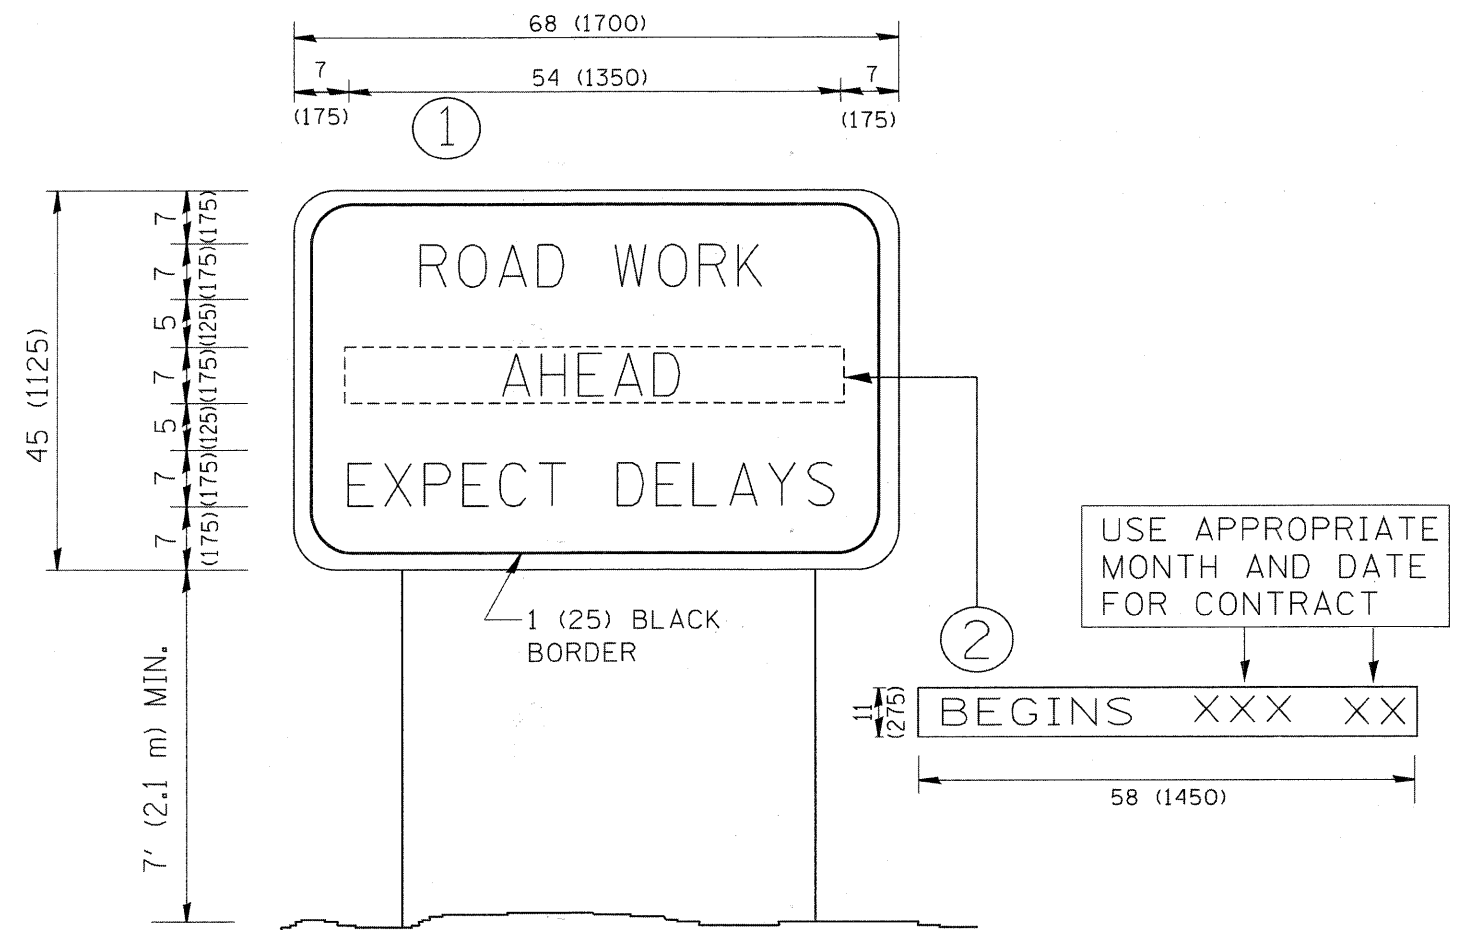 68 (1700)
7
54 (1350)
7
(175)
(175)
1
7
(175)
7
(175)
5
(125)
7
(175)
5
(125)
7
(175)
7
(175)
45 (1125)
ROAD WORK
AHEAD
EXPECT DELAYS
1 (25) BLACK
BORDER
7' (2.1 m) MIN.
USE APPROPRIATE
MONTH AND DATE
FOR CONTRACT
2
11
(275)
BEGINS XXX XX
58 (1450)